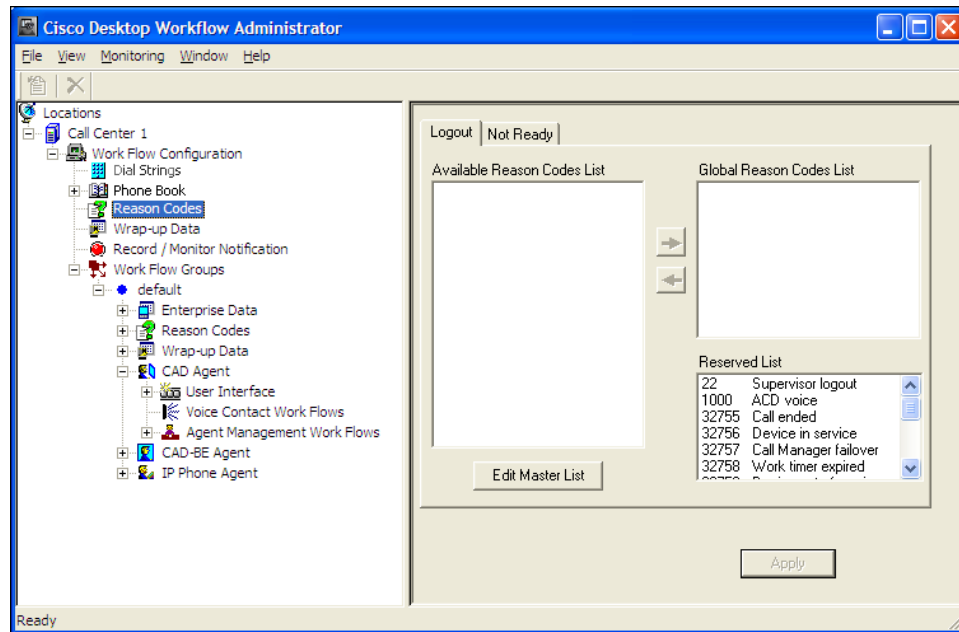 Cisco Desktop Workflow Administrator
File View Monitoring Window Help
Locations
Call Center 1
Work Flow Configuration
Dial Strings
Phone Book
Reason Codes
Wrap-up Data
Record / Monitor Notification
Work Flow Groups
default
Enterprise Data
Reason Codes
Wrap-up Data
CAD Agent
User Interface
Voice Contact Work Flows
Agent Management Work Flows
CAD-BE Agent
IP Phone Agent
Logout Not Ready
Available Reason Codes List
Edit Master List
Global Reason Codes List
Reserved List
22 Supervisor logout
1000 ACD voice
32755 Call ended
32756 Device in service
32757 Call Manager failover
32758 Work timer expired
Apply
Ready